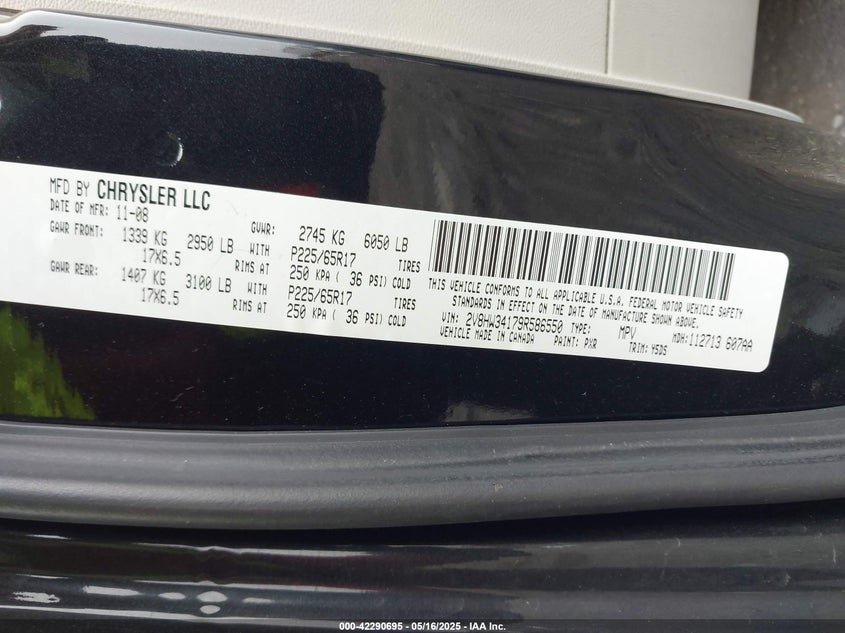 MFD BY CHRYSLER LLC
DATE OF MFR: 11-08 GVWR: 2745 KG 6050 LB
GAWR FRONT: 1339 KG 2950 LB WITH P225/65R17 TIRES
17X6.5 RIMS AT 250 KPA ( 36 PSI) COLD
GAWR REAR: 1407 KG 3100 LB WITH P225/65R17 TIRES
17X6.5 RIMS AT 250 KPA ( 36 PSI) COLD
THIS VEHICLE CONFORMS TO ALL APPLICABLE U.S.A. FEDERAL MOTOR VEHICLE SAFETY
STANDARDS IN EFFECT ON THE DATE OF MANUFACTURE SHOWN ABOVE.
VIN: 2V8HW34179R586550 TYPE: MPV MDH: 112713 607AA
VEHICLE MADE IN CANADA PAINT: PXR TRIM: Y5DS
000-42290695 - 05/16/2025 - IAA Inc.